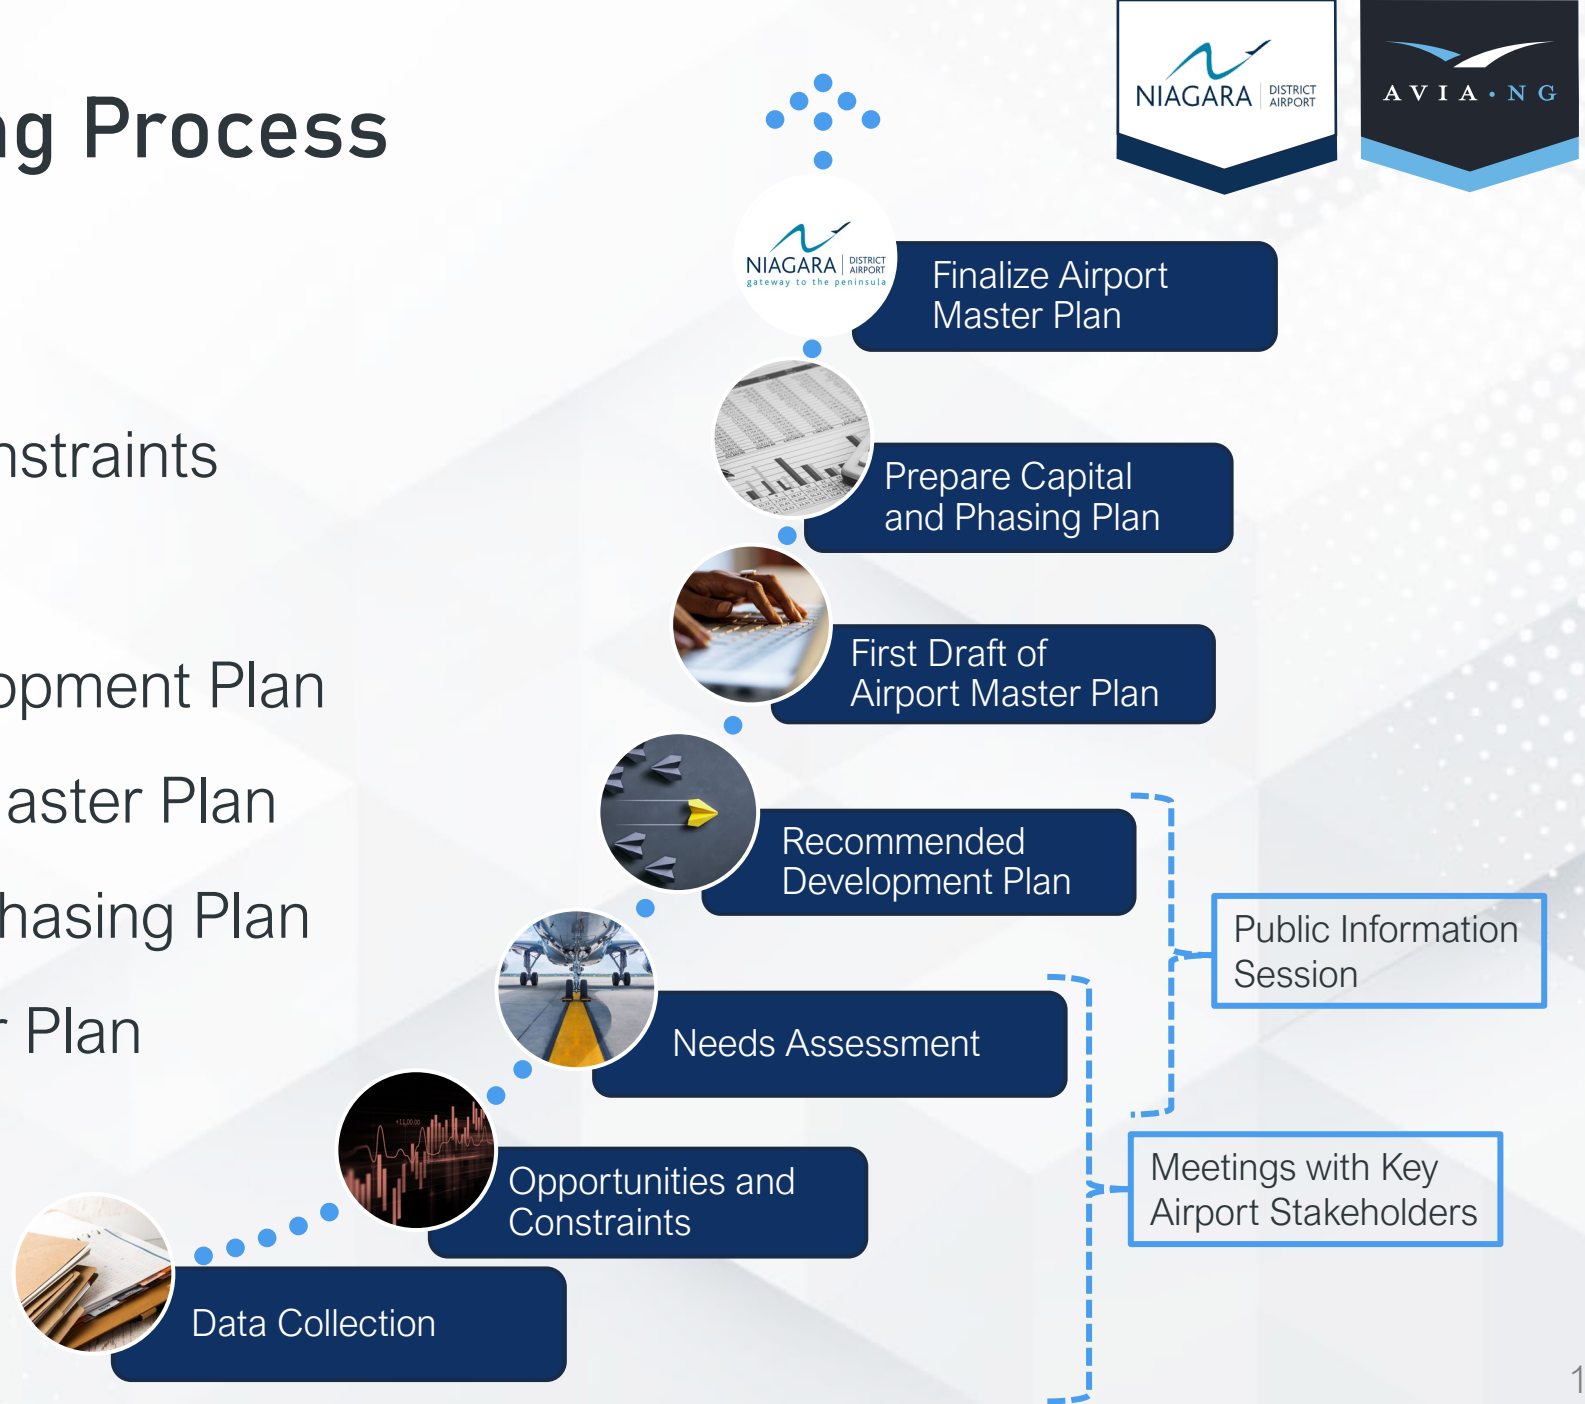 ng Process
nstraints
opment Plan
aster Plan
hasing Plan
r Plan
NIAGARA DISTRICT AIRPORT
AVIA·NG
NIAGARA DISTRICT AIRPORT
gateway to the peninsula
Finalize Airport
Master Plan
Prepare Capital
and Phasing Plan
First Draft of
Airport Master Plan
Recommended
Development Plan
Public Information
Session
Needs Assessment
Meetings with Key
Airport Stakeholders
Opportunities and
Constraints
Data Collection
1